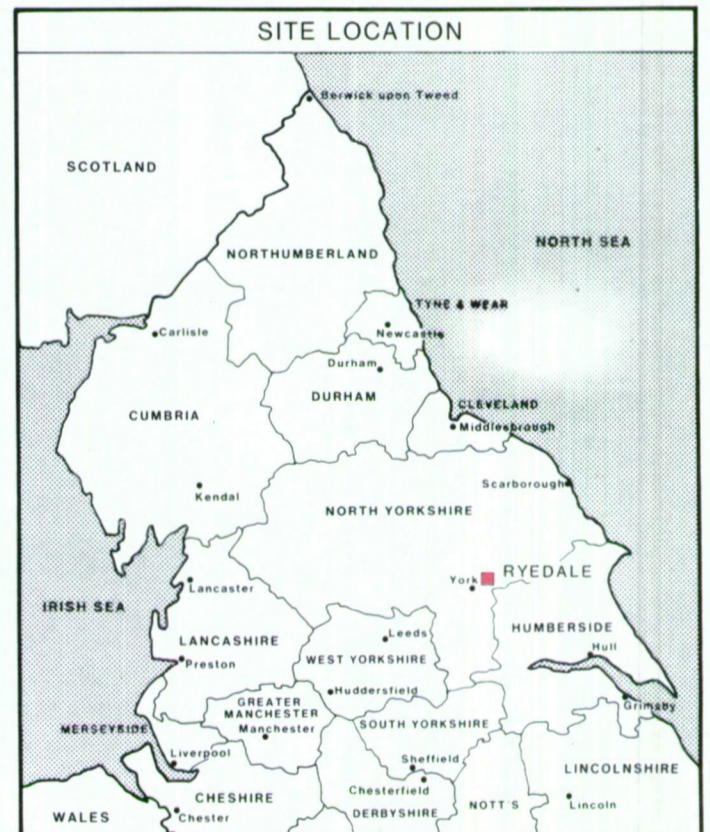 SITE LOCATION
Berwick upon Tweed
SCOTLAND
NORTH SEA
NORTHUMBERLAND
TYNE & WEAR
Carlisle
Newcastle
Durham
DURHAM
CLEVELAND
CUMBRIA
Middlesbrough
Scarborough
Kendal
NORTH YORKSHIRE
RYEDALE
York
Lancaster
IRISH SEA
HUMBERSIDE
LANCASHIRE
Leeds
Hull
WEST YORKSHIRE
Preston
Huddersfield
GREATER
MANCHESTER
Grimsby
SOUTH YORKSHIRE
MERSEYSIDE
Manchester
Liverpool
Sheffield
LINCOLNSHIRE
Chesterfield
CHESHIRE
NOTT'S
Lincoln
DERBYSHIRE
WALES
Chester